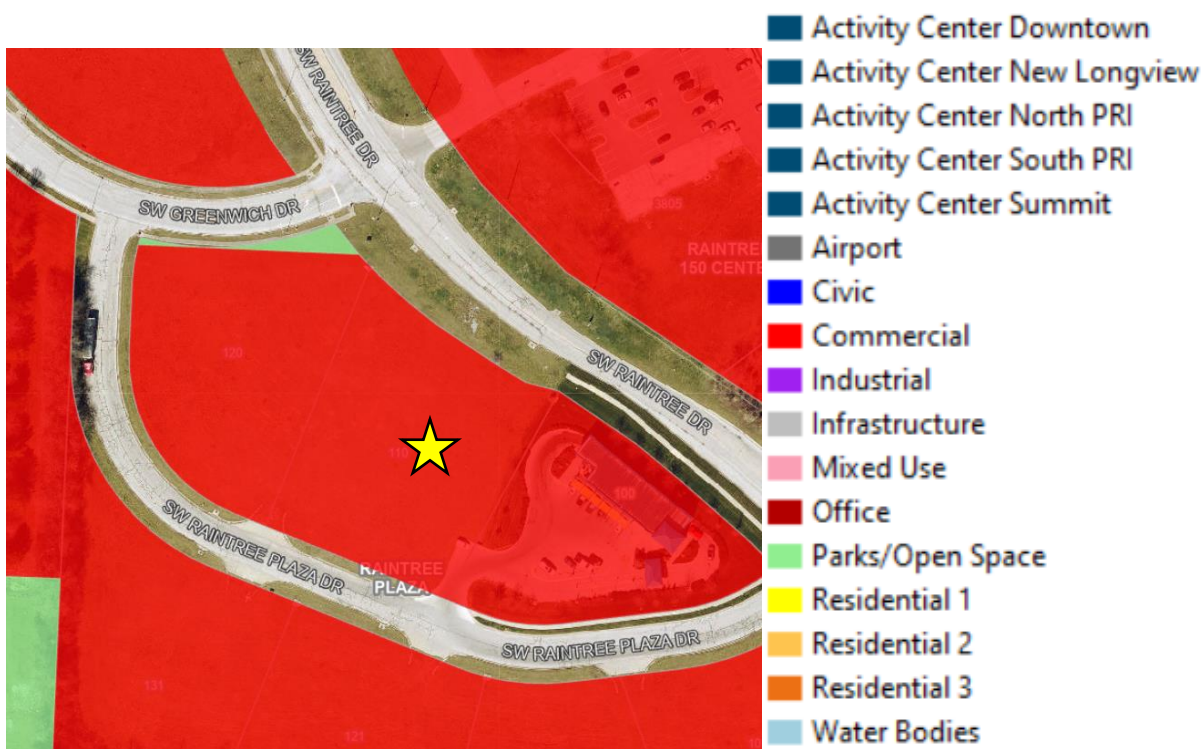 SW RAINTREE DR
SW GREENWICH DR
3805
RAINTRE
150 CENTE
120
SW RAINTREE DR
110
100
SW RAINTREE PLAZA DR
RAINTREE
PLAZA
SW RAINTREE PLAZA DR
131
121
Activity Center Downtown
Activity Center New Longview
Activity Center North PRI
Activity Center South PRI
Activity Center Summit
Airport
Civic
Commercial
Industrial
Infrastructure
Mixed Use
Office
Parks/Open Space
Residential 1
Residential 2
Residential 3
Water Bodies